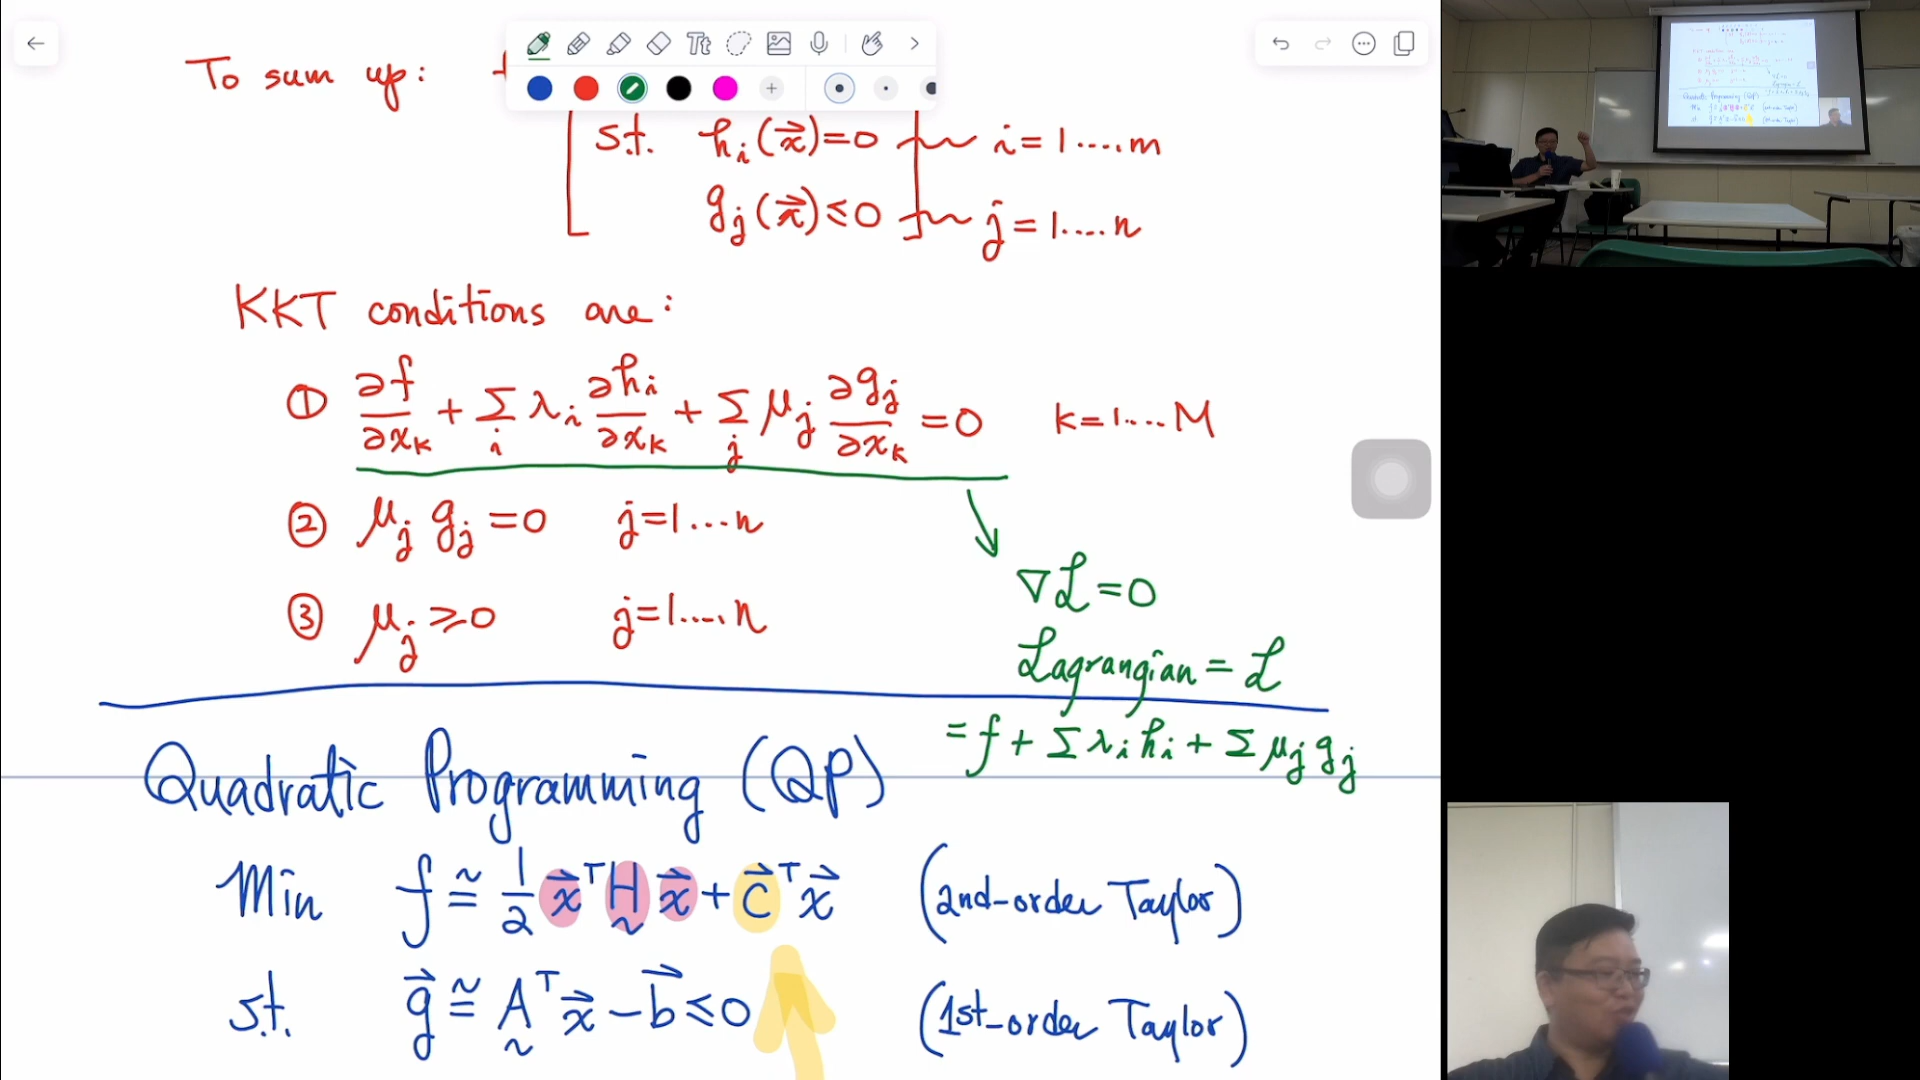 To sum up:
Tt
s.t. hᵢ(x⃗)=0 i=1....m
gⱼ(x⃗)≤0 j=1....n
KKT conditions are:
① ∂f/∂xₖ + Σᵢ λᵢ ∂hᵢ/∂xₖ + Σⱼ μⱼ ∂gⱼ/∂xₖ = 0 k=1....M
② μⱼ gⱼ =0 j=1...n
③ μⱼ ≥0 j=1....n
∇ℒ=0
ℒagrangian = ℒ
= f + Σ λᵢ hᵢ + Σ μⱼ gⱼ
Quadratic Programming (QP)
Min f ≅ 1/2 x⃗ᵀ H̰ x⃗ + c⃗ᵀ x⃗ (2nd-order Taylor)
s.t. g⃗ ≅ A̰ᵀ x⃗ − b⃗ ≤0 (1st-order Taylor)